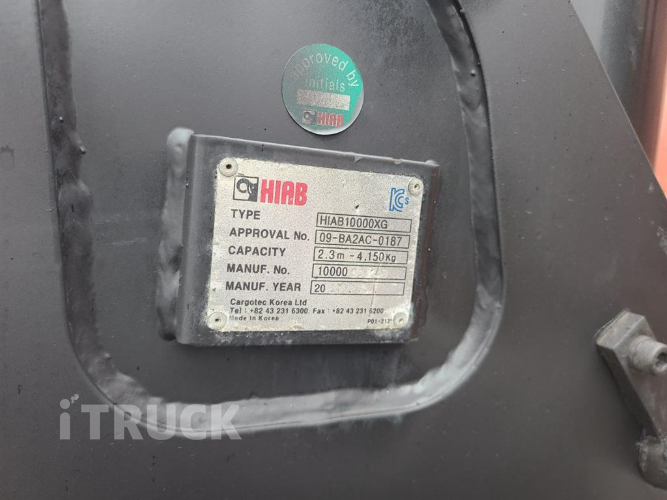 approved by
initials
HIAB
HIAB
KCs
TYPE HIAB10000XG
APPROVAL No. 09-BA2AC-0187
CAPACITY 2.3m-4,150Kg
MANUF. No. 10000
MANUF. YEAR 20
Cargotec Korea Ltd
Tel : +82 43 231 6300 Fax : +82 43 231 6200
Made in Korea
iTRUCK